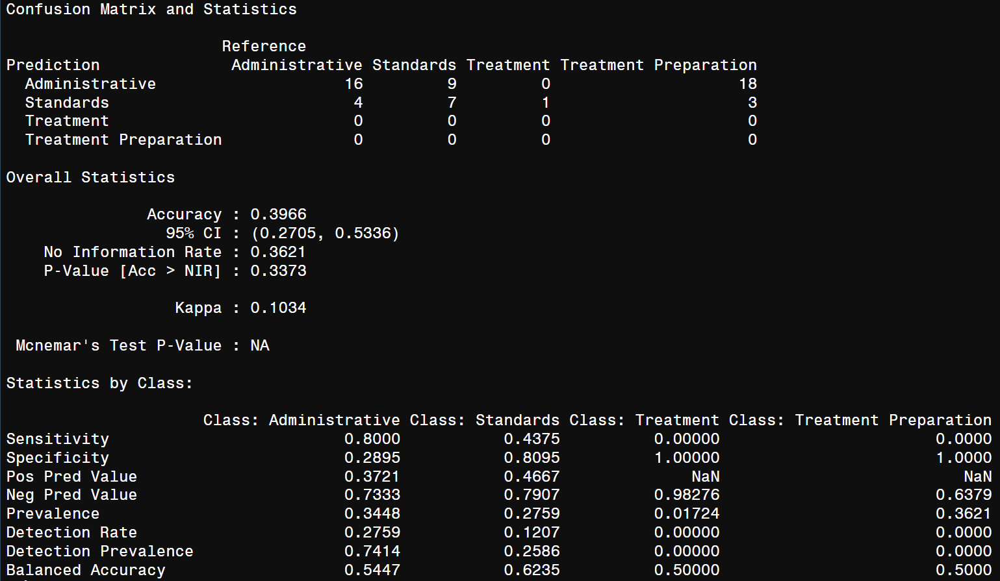 Confusion Matrix and Statistics

                       Reference
Prediction              Administrative Standards Treatment Treatment Preparation
  Administrative                    16         9         0                    18
  Standards                          4         7         1                     3
  Treatment                          0         0         0                     0
  Treatment Preparation              0         0         0                     0

Overall Statistics

               Accuracy : 0.3966
                 95% CI : (0.2705, 0.5336)
    No Information Rate : 0.3621
    P-Value [Acc > NIR] : 0.3373

                  Kappa : 0.1034

 Mcnemar's Test P-Value : NA

Statistics by Class:

                     Class: Administrative Class: Standards Class: Treatment Class: Treatment Preparation
Sensitivity                         0.8000           0.4375          0.00000                       0.0000
Specificity                         0.2895           0.8095          1.00000                       1.0000
Pos Pred Value                      0.3721           0.4667              NaN                          NaN
Neg Pred Value                      0.7333           0.7907          0.98276                       0.6379
Prevalence                          0.3448           0.2759          0.01724                       0.3621
Detection Rate                      0.2759           0.1207          0.00000                       0.0000
Detection Prevalence                0.7414           0.2586          0.00000                       0.0000
Balanced Accuracy                   0.5447           0.6235          0.50000                       0.5000